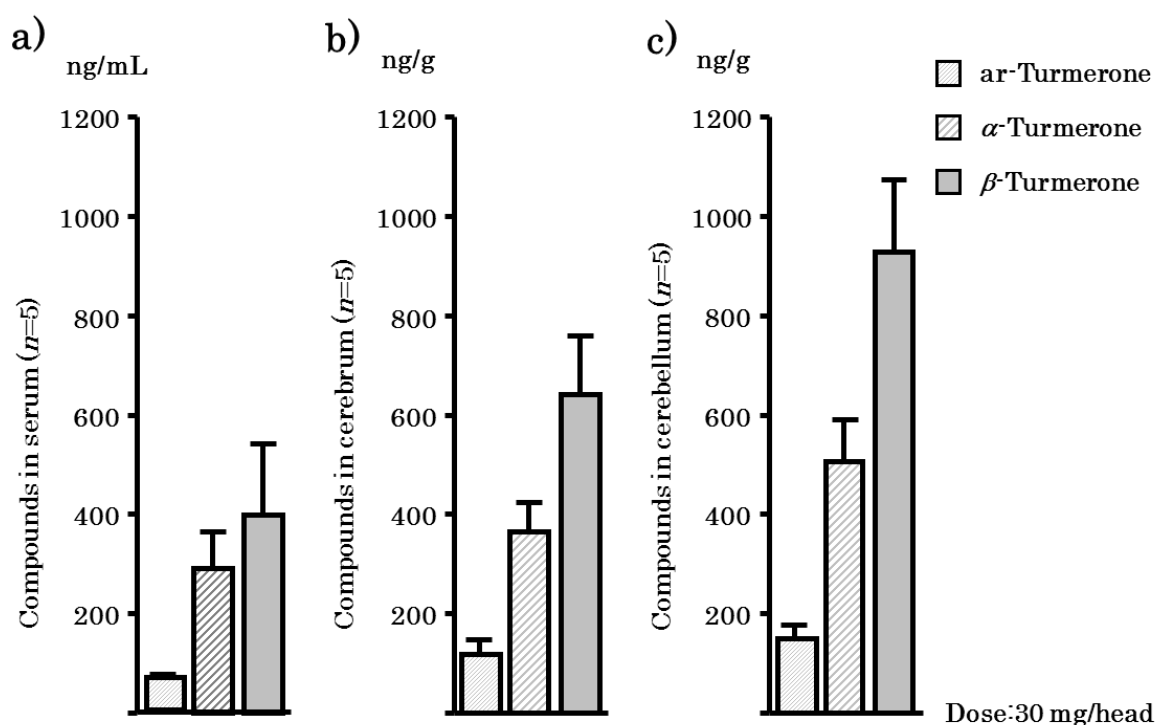 a)
ng/mL
1200
1000
800
600
400
200
Compounds in serum (n=5)
b)
ng/g
1200
1000
800
600
400
200
Compounds in cerebrum (n=5)
c)
ng/g
1200
1000
800
600
400
200
Compounds in cerebellum (n=5)
ar-Turmerone
α-Turmerone
β-Turmerone
Dose:30 mg/head